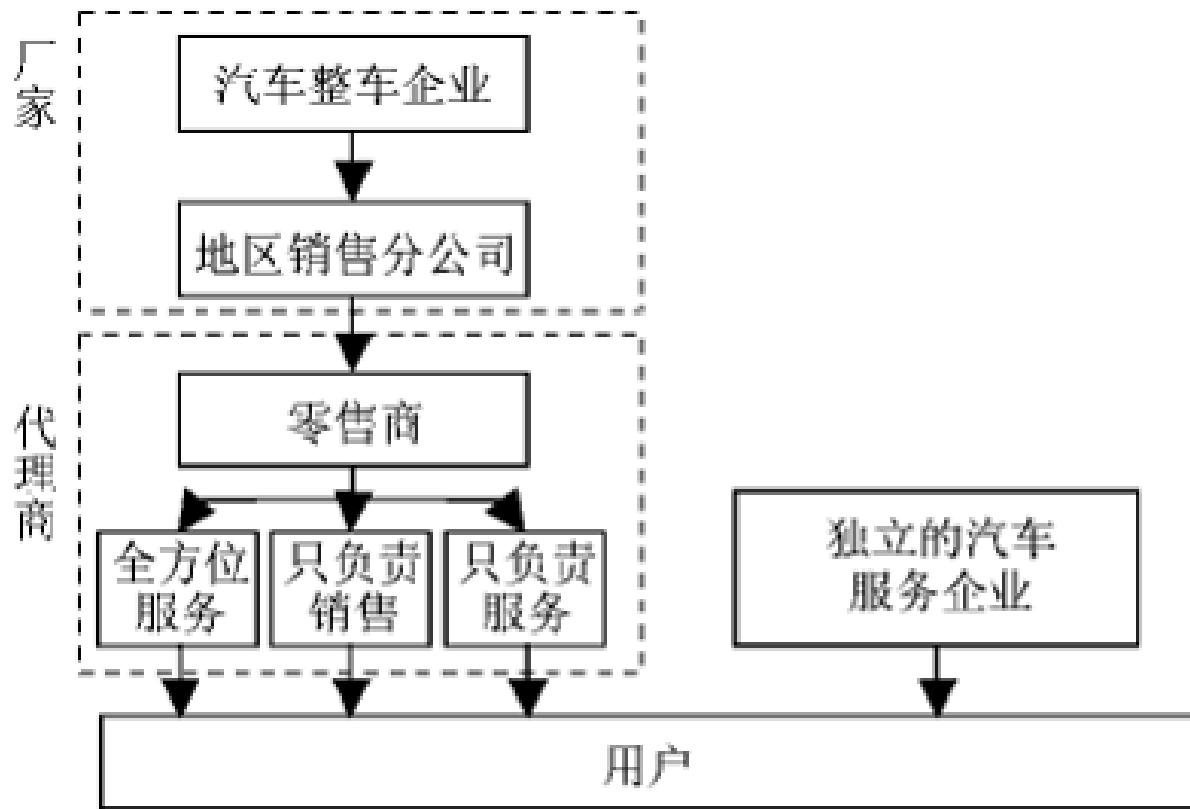 厂家
汽车整车企业
地区销售分公司
代理商
零售商
全方位
服务
只负责
销售
只负责
服务
独立的汽车
服务企业
用户